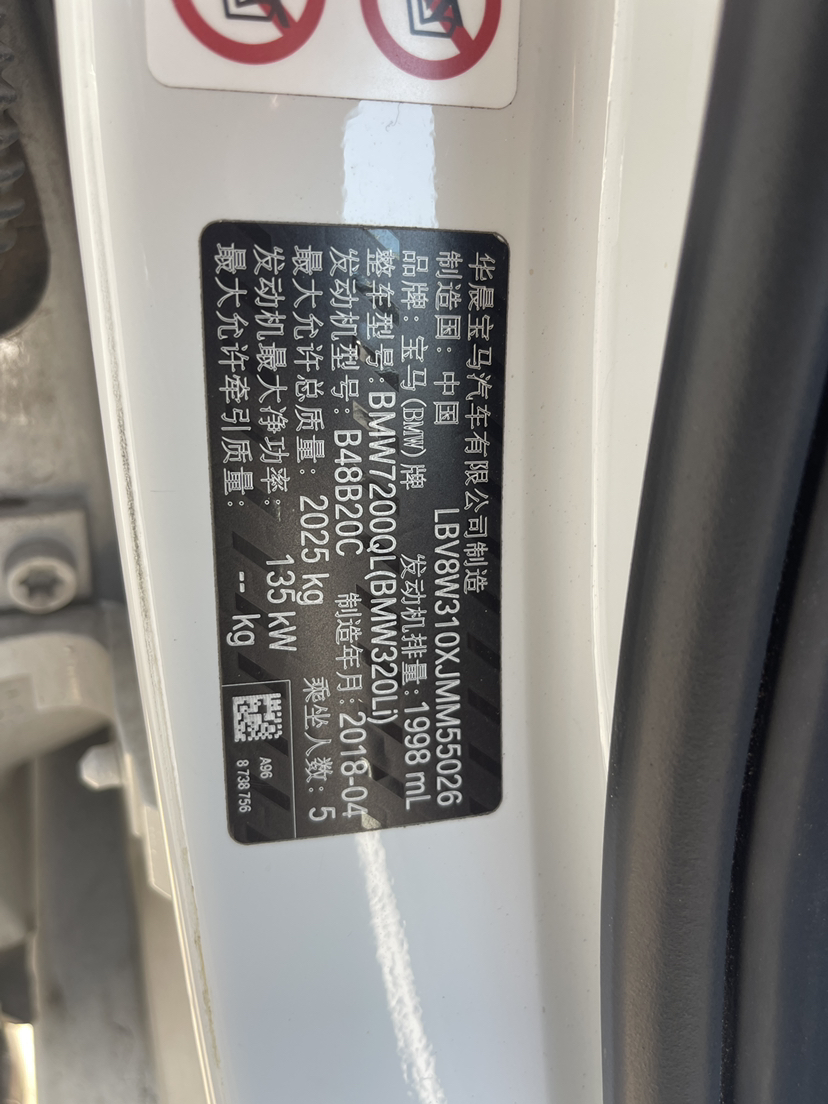 华晨宝马汽车有限公司制造
制造国：中国 LBV8W310XJMM55026
品牌：宝马(BMW)牌 发动机排量：1998 mL
整车型号：BMW7200QL(BMW320Li)
发动机型号：B48B20C 制造年月：2018-04
最大允许总质量：2025 kg 乘坐人数：5
发动机最大净功率： 135 kW
最大允许牵引质量： -- kg
A96
8 738 756